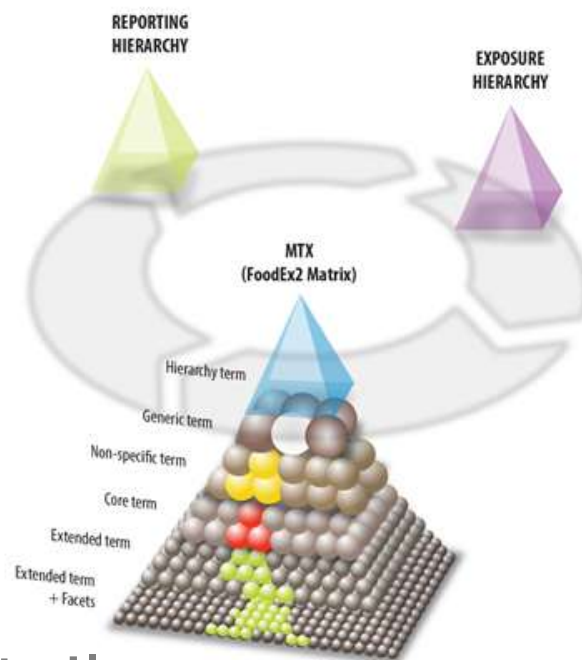 REPORTING
HIERARCHY
EXPOSURE
HIERARCHY
MTX
(FoodEx2 Matrix)
Hierarchy term
Generic term
Non-specific term
Core term
Extended term
Extended term
+ Facets